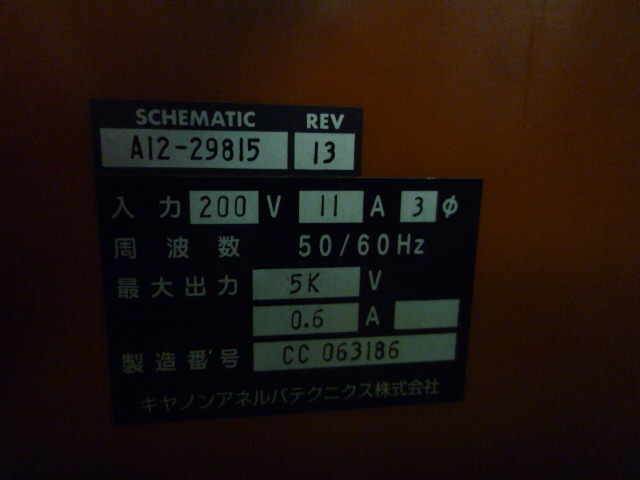 SCHEMATIC REV
A12-29815 13
入力 200 V 11 A 3 φ
周波数 50/60Hz
最大出力 5K V
0.6 A
製造番号 CC 063186
キヤノンアネルバテクニクス株式会社